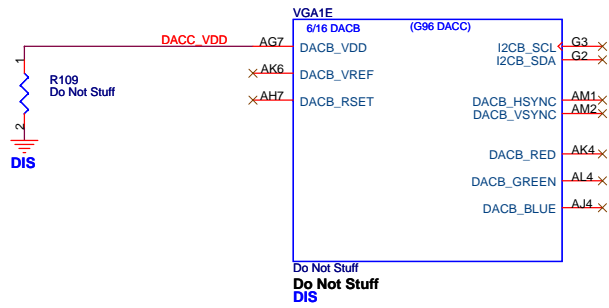 VGA1E
6/16 DACB (G96 DACC)
DACC_VDD AG7 DACB_VDD I2CB_SCL G3
I2CB_SDA G2
1 AK6 DACB_VREF
R109
Do Not Stuff
AH7 DACB_RSET DACB_HSYNC AM1
DACB_VSYNC AM2
2
DIS
DACB_RED AK4
DACB_GREEN AL4
DACB_BLUE AJ4
Do Not Stuff
Do Not Stuff
DIS